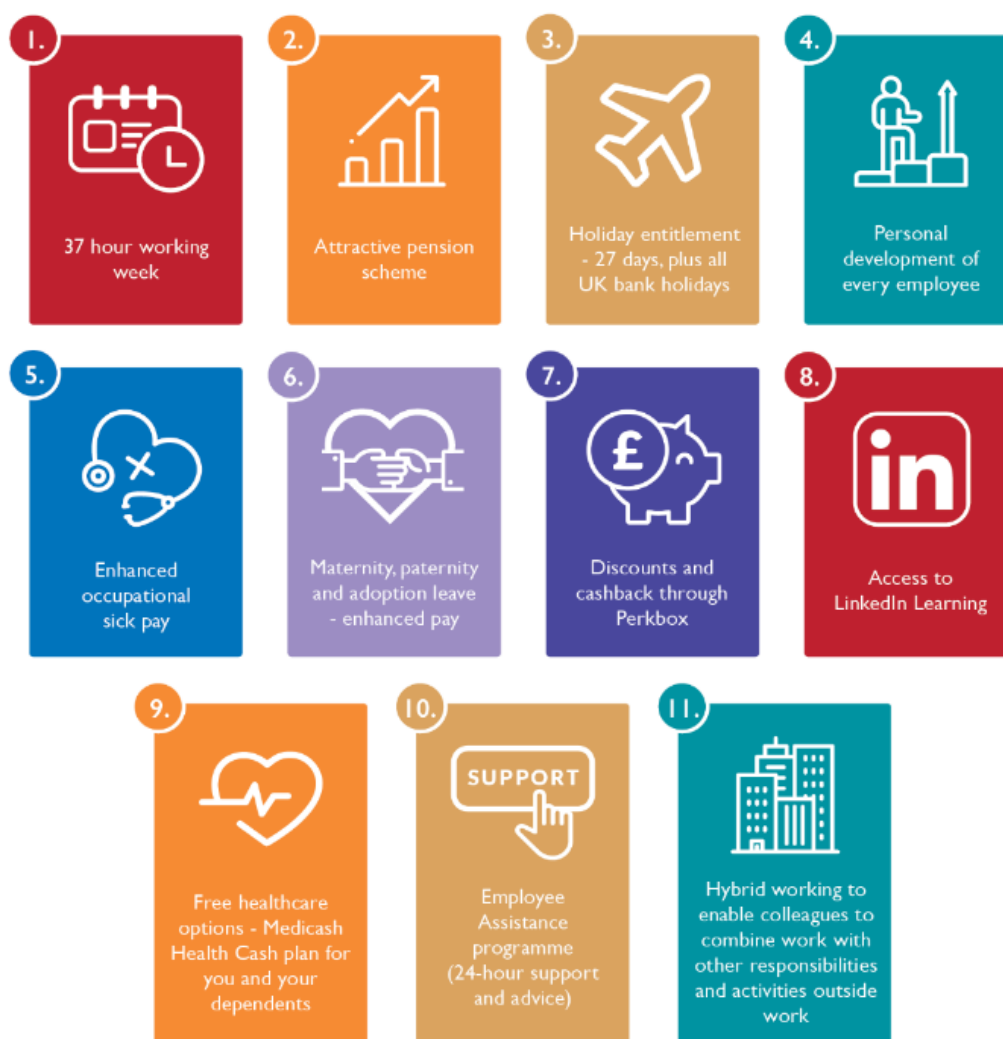 1.
37 hour working
week
2.
Attractive pension
scheme
3.
Holiday entitlement
- 27 days, plus all
UK bank holidays
4.
Personal
development of
every employee
5.
Enhanced
occupational
sick pay
6.
Maternity, paternity
and adoption leave
- enhanced pay
7.
£
Discounts and
cashback through
Perkbox
8.
in
Access to
LinkedIn Learning
9.
Free healthcare
options - Medicash
Health Cash plan for
you and your
dependents
10.
SUPPORT
Employee
Assistance
programme
(24-hour support
and advice)
11.
Hybrid working to
enable colleagues to
combine work with
other responsibilities
and activities outside
work